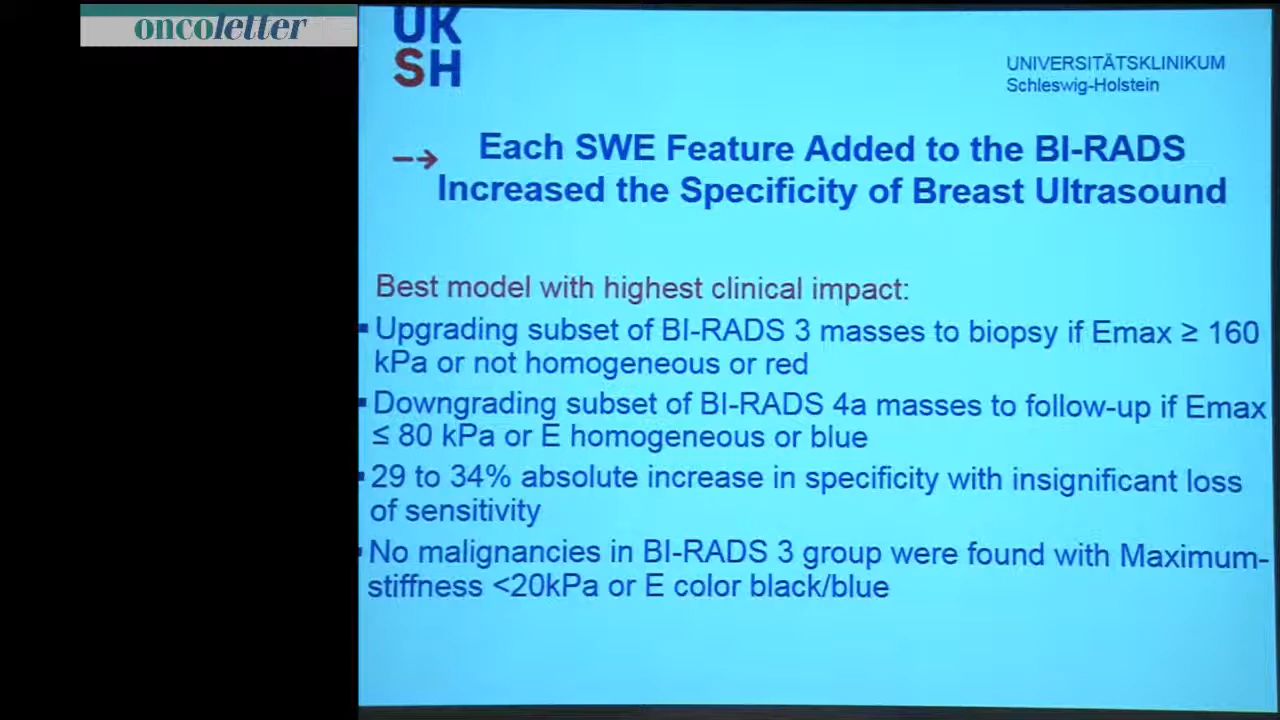 oncoletter
UK
SH
UNIVERSITÄTSKLINIKUM
Schleswig-Holstein
Each SWE Feature Added to the BI-RADS
Increased the Specificity of Breast Ultrasound
Best model with highest clinical impact:
Upgrading subset of BI-RADS 3 masses to biopsy if Emax ≥ 160
kPa or not homogeneous or red
Downgrading subset of BI-RADS 4a masses to follow-up if Emax
≤ 80 kPa or E homogeneous or blue
29 to 34% absolute increase in specificity with insignificant loss
of sensitivity
No malignancies in BI-RADS 3 group were found with Maximum-
stiffness <20kPa or E color black/blue